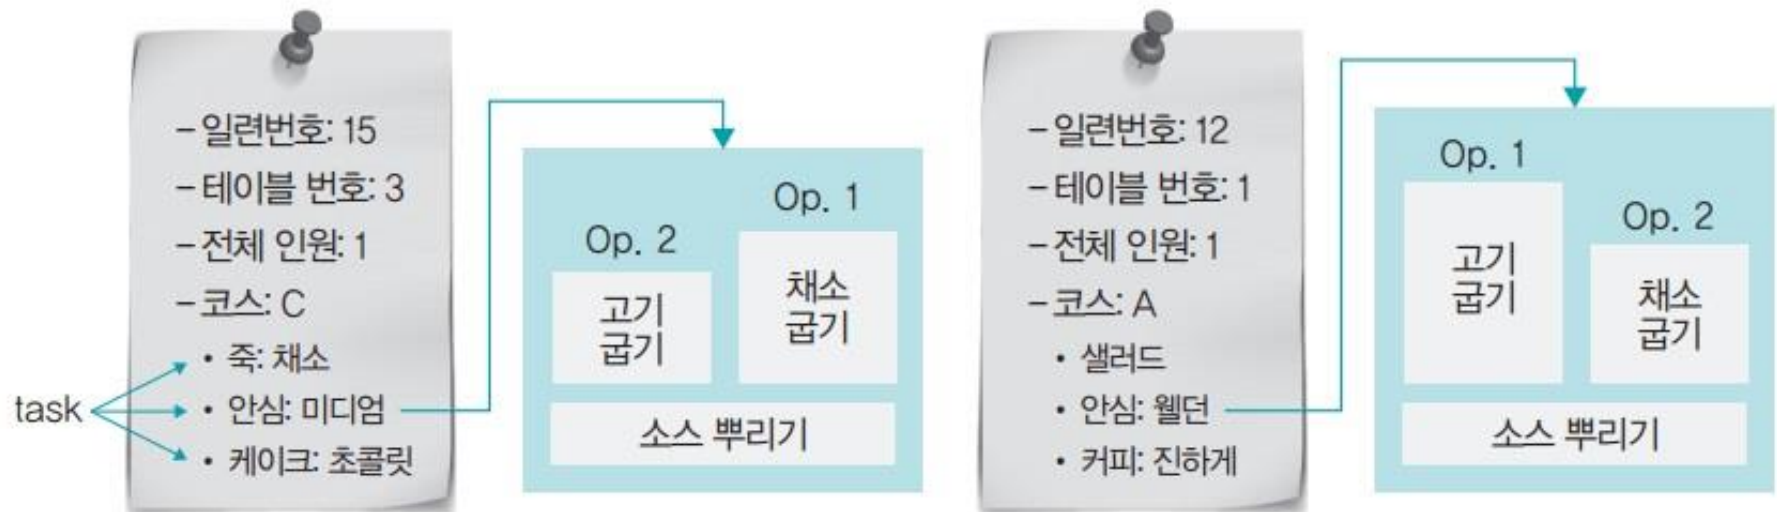 – 일련번호: 15
– 테이블 번호: 3
– 전체 인원: 1
– 코스: C
• 죽: 채소
• 안심: 미디엄
• 케이크: 초콜릿
task
Op. 2
고기
굽기
Op. 1
채소
굽기
소스 뿌리기
– 일련번호: 12
– 테이블 번호: 1
– 전체 인원: 1
– 코스: A
• 샐러드
• 안심: 웰던
• 커피: 진하게
Op. 1
고기
굽기
Op. 2
채소
굽기
소스 뿌리기